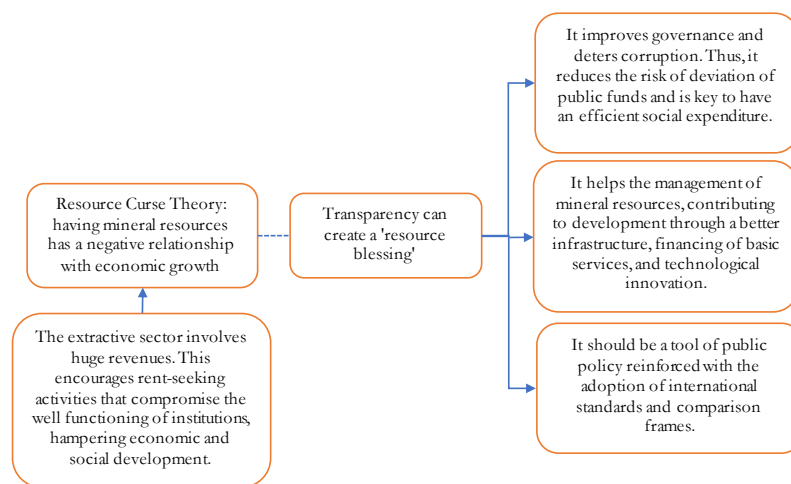 Resource Curse Theory:
having mineral resources
has a negative relationship
with economic growth
The extractive sector involves
huge revenues. This
encourages rent-seeking
activities that compromise the
well functioning of institutions,
hampering economic and
social development.
Transparency can
create a 'resource
blessing'
It improves governance and
deters corruption. Thus, it
reduces the risk of deviation of
public funds and is key to have
an efficient social expenditure.
It helps the management of
mineral resources, contributing
to development through a better
infrastructure, financing of basic
services, and technological
innovation.
It should be a tool of public
policy reinforced with the
adoption of international
standards and comparison
frames.